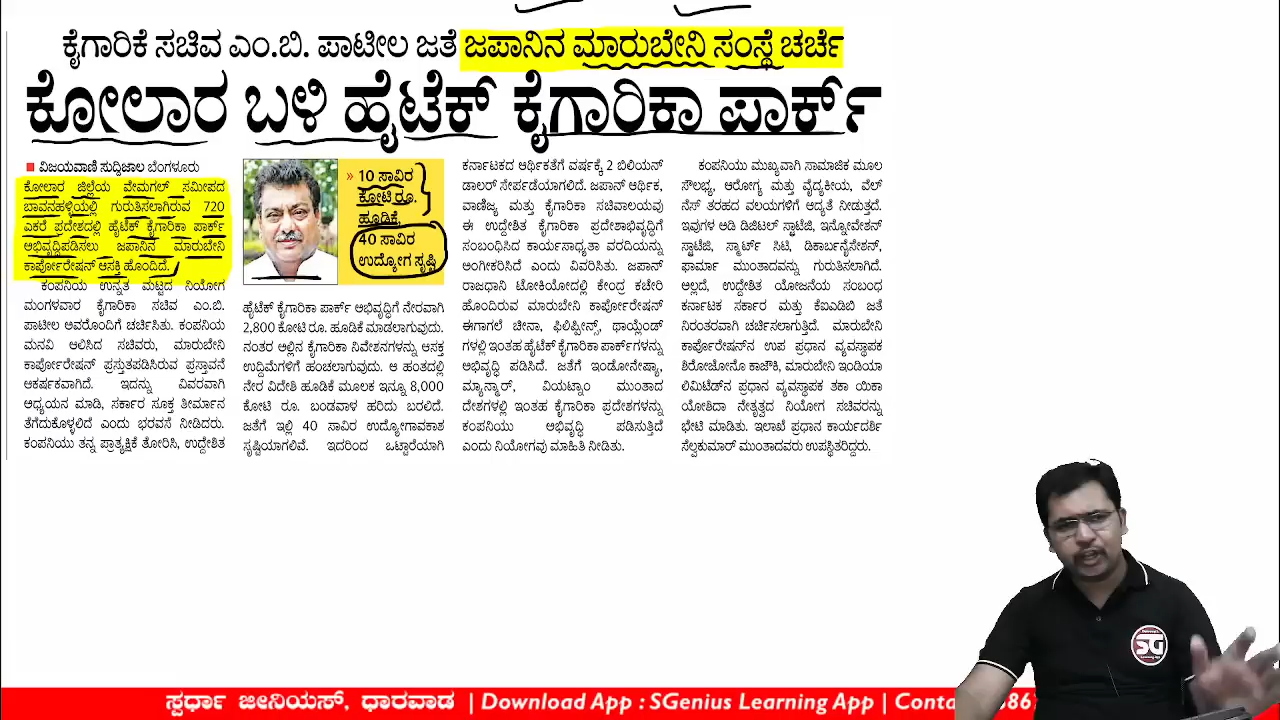 ಕೈಗಾರಿಕೆ ಸಚಿವ ಎಂ.ಬಿ. ಪಾಟೀಲ ಜತೆ ಜಪಾನಿನ ಮಾರುಬೇನಿ ಸಂಸ್ಥೆ ಚರ್ಚೆ
ಕೋಲಾರ ಬಳಿ ಹೈಟೆಕ್ ಕೈಗಾರಿಕಾ ಪಾರ್ಕ್
ವಿಜಯವಾಣಿ ಸುದ್ದಿಜಾಲ ಬೆಂಗಳೂರು
ಕೋಲಾರ ಜಿಲ್ಲೆಯ ವೇಮಗಲ್ ಸಮೀಪದ
ಬಾವನಹಳ್ಳಿಯಲ್ಲಿ ಗುರುತಿಸಲಾಗಿರುವ 720
ಎಕರೆ ಪ್ರದೇಶದಲ್ಲಿ ಹೈಟೆಕ್ ಕೈಗಾರಿಕಾ ಪಾರ್ಕ್
ಅಭಿವೃದ್ಧಿಪಡಿಸಲು ಜಪಾನಿನ ಮಾರುಬೇನಿ
ಕಾರ್ಪೋರೇಷನ್ ಆಸಕ್ತಿ ಹೊಂದಿದೆ.
ಕಂಪನಿಯ ಉನ್ನತ ಮಟ್ಟದ ನಿಯೋಗ
ಮಂಗಳವಾರ ಕೈಗಾರಿಕೆ ಸಚಿವ ಎಂ.ಬಿ.
ಪಾಟೀಲ ಅವರೊಂದಿಗೆ ಚರ್ಚಿಸಿತು. ಕಂಪನಿಯ
ಮನವಿ ಆಲಿಸಿದ ಸಚಿವರು, ಮಾರುಬೇನಿ
ಕಾರ್ಪೋರೇಷನ್ ಪ್ರಸ್ತುತಪಡಿಸಿರುವ ಪ್ರಸ್ತಾವನೆ
ಆಕರ್ಷಕವಾಗಿದೆ. ಇದನ್ನು ವಿವರವಾಗಿ
ಅಧ್ಯಯನ ಮಾಡಿ, ಸರ್ಕಾರ ಸೂಕ್ತ ತೀರ್ಮಾನ
ತೆಗೆದುಕೊಳ್ಳಲಿದೆ ಎಂದು ಭರವಸೆ ನೀಡಿದರು.
ಕಂಪನಿಯು ತನ್ನ ಪ್ರಾತ್ಯಕ್ಷಿಕೆ ತೋರಿಸಿ, ಉದ್ದೇಶಿತ
» 10 ಸಾವಿರ
ಕೋಟಿ ರೂ.
ಹೂಡಿಕೆ,
40 ಸಾವಿರ
ಉದ್ಯೋಗ ಸೃಷ್ಟಿ
ಹೈಟೆಕ್ ಕೈಗಾರಿಕಾ ಪಾರ್ಕ್ ಅಭಿವೃದ್ಧಿಗೆ ನೇರವಾಗಿ
2,800 ಕೋಟಿ ರೂ. ಹೂಡಿಕೆ ಮಾಡಲಾಗುವುದು.
ನಂತರ ಅಲ್ಲಿನ ಕೈಗಾರಿಕಾ ನಿವೇಶನಗಳನ್ನು ಆಸಕ್ತ
ಉದ್ದಿಮೆಗಳಿಗೆ ಹಂಚಲಾಗುವುದು. ಆ ಹಂತದಲ್ಲಿ
ನೇರ ವಿದೇಶಿ ಹೂಡಿಕೆ ಮೂಲಕ ಇನ್ನೂ 8,000
ಕೋಟಿ ರೂ. ಬಂಡವಾಳ ಹರಿದು ಬರಲಿದೆ.
ಜತೆಗೆ ಇಲ್ಲಿ 40 ಸಾವಿರ ಉದ್ಯೋಗಾವಕಾಶ
ಸೃಷ್ಟಿಯಾಗಲಿವೆ. ಇದರಿಂದ ಒಟ್ಟಾರೆಯಾಗಿ
ಕರ್ನಾಟಕದ ಆರ್ಥಿಕತೆಗೆ ವರ್ಷಕ್ಕೆ 2 ಬಿಲಿಯನ್
ಡಾಲರ್ ಸೇರ್ಪಡೆಯಾಗಲಿದೆ. ಜಪಾನ್ ಆರ್ಥಿಕ,
ವಾಣಿಜ್ಯ ಮತ್ತು ಕೈಗಾರಿಕಾ ಸಚಿವಾಲಯವು
ಈ ಉದ್ದೇಶಿತ ಕೈಗಾರಿಕಾ ಪ್ರದೇಶಾಭಿವೃದ್ಧಿಗೆ
ಸಂಬಂಧಿಸಿದ ಕಾರ್ಯಸಾಧ್ಯತಾ ವರದಿಯನ್ನು
ಅಂಗೀಕರಿಸಿದೆ ಎಂದು ವಿವರಿಸಿತು. ಜಪಾನ್
ರಾಜಧಾನಿ ಟೋಕಿಯೋದಲ್ಲಿ ಕೇಂದ್ರ ಕಚೇರಿ
ಹೊಂದಿರುವ ಮಾರುಬೇನಿ ಕಾರ್ಪೋರೇಷನ್
ಈಗಾಗಲೆ ಚೀನಾ, ಫಿಲಿಪ್ಪೀನ್ಸ್, ಥಾಯ್ಲೆಂಡ್
ಗಳಲ್ಲಿ ಇಂತಹ ಹೈಟೆಕ್ ಕೈಗಾರಿಕಾ ಪಾರ್ಕ್‌ಗಳನ್ನು
ಅಭಿವೃದ್ಧಿ ಪಡಿಸಿದೆ. ಜತೆಗೆ ಇಂಡೋನೇಷ್ಯಾ,
ಮ್ಯಾನ್ಮಾರ್, ವಿಯಟ್ನಾಂ ಮುಂತಾದ
ದೇಶಗಳಲ್ಲಿ ಇಂತಹ ಕೈಗಾರಿಕಾ ಪ್ರದೇಶಗಳನ್ನು
ಕಂಪನಿಯು ಅಭಿವೃದ್ಧಿ ಪಡಿಸುತ್ತಿದೆ
ಎಂದು ನಿಯೋಗವು ಮಾಹಿತಿ ನೀಡಿತು.
ಕಂಪನಿಯು ಮುಖ್ಯವಾಗಿ ಸಾಮಾಜಿಕ ಮೂಲ
ಸೌಲಭ್ಯ, ಆರೋಗ್ಯ ಮತ್ತು ವೈದ್ಯಕೀಯ, ವೆಲ್
ನೆಸ್ ತರಹದ ವಲಯಗಳಿಗೆ ಆದ್ಯತೆ ನೀಡುತ್ತದೆ.
ಇವುಗಳ ಅಡಿ ಡಿಜಿಟಲ್ ಸ್ಟ್ರಾಟೆಜಿ, ಇನ್ನೋವೇಶನ್
ಸ್ಟ್ರಾಟೆಜಿ, ಸ್ಮಾರ್ಟ್ ಸಿಟಿ, ಡಿಕಾರ್ಬನೈಸೇಶನ್,
ಫಾರ್ಮಾ ಮುಂತಾದವನ್ನು ಗುರುತಿಸಲಾಗಿದೆ.
ಅಲ್ಲದೆ, ಉದ್ದೇಶಿತ ಯೋಜನೆಯ ಸಂಬಂಧ
ಕರ್ನಾಟಕ ಸರ್ಕಾರ ಮತ್ತು ಕೆಐಎಡಿಬಿ ಜತೆ
ನಿರಂತರವಾಗಿ ಚರ್ಚಿಸಲಾಗುತ್ತಿದೆ. ಮಾರುಬೇನಿ
ಕಾರ್ಪೋರೇಷನ್‌ನ ಉಪ ಪ್ರಧಾನ ವ್ಯವಸ್ಥಾಪಕ
ಶಿರೋಜೋನೊ ಕಾಜೌಕಿ, ಮಾರುಬೇನಿ ಇಂಡಿಯಾ
ಲಿಮಿಟೆಡ್‌ನ ಪ್ರಧಾನ ವ್ಯವಸ್ಥಾಪಕ ತಕಾ ಯಿಕಾ
ಯೋಶಿದಾ ನೇತೃತ್ವದ ನಿಯೋಗ ಸಚಿವರನ್ನು
ಭೇಟಿ ಮಾಡಿತು. ಇಲಾಖೆ ಪ್ರಧಾನ ಕಾರ್ಯದರ್ಶಿ
ಸೆಲ್ವಕುಮಾರ್ ಮುಂತಾದವರು ಉಪಸ್ಥಿತರಿದ್ದರು.
SG
ಸ್ಪರ್ಧಾ ಜೀನಿಯಸ್, ಧಾರವಾಡ | Download App : SGenius Learning App | Conta